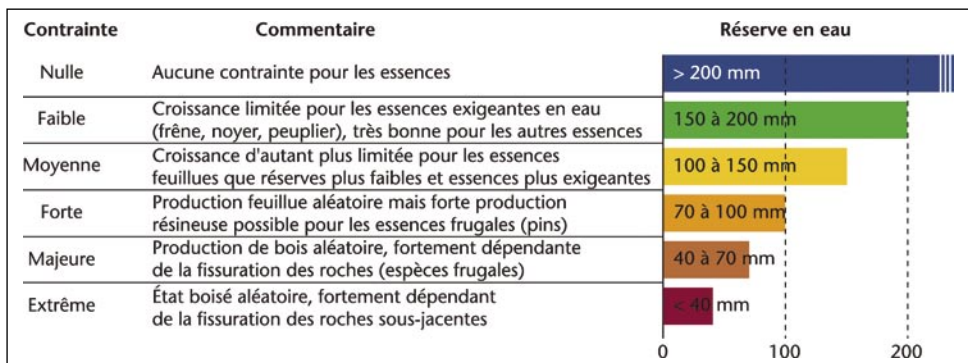 Contrainte Commentaire Réserve en eau
Nulle Aucune contrainte pour les essences > 200 mm
Faible Croissance limitée pour les essences exigeantes en eau
(frêne, noyer, peuplier), très bonne pour les autres essences 150 à 200 mm
Moyenne Croissance d'autant plus limitée pour les essences
feuillues que réserves plus faibles et essences plus exigeantes 100 à 150 mm
Forte Production feuillue aléatoire mais forte production
résineuse possible pour les essences frugales (pins) 70 à 100 mm
Majeure Production de bois aléatoire, fortement dépendante
de la fissuration des roches (espèces frugales) 40 à 70 mm
Extrême État boisé aléatoire, fortement dépendant
de la fissuration des roches sous-jacentes < 40 mm
0 100 200